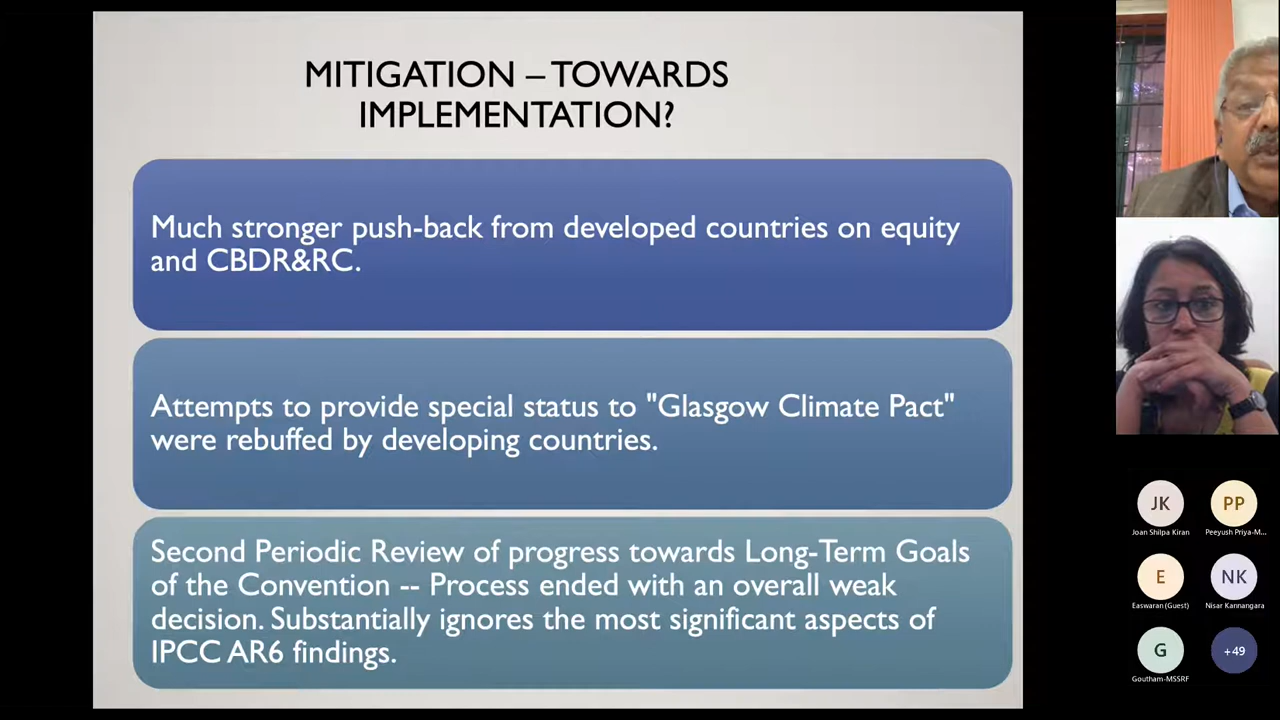 MITIGATION – TOWARDS
IMPLEMENTATION?
Much stronger push-back from developed countries on equity
and CBDR&RC.
Attempts to provide special status to "Glasgow Climate Pact"
were rebuffed by developing countries.
Second Periodic Review of progress towards Long-Term Goals
of the Convention -- Process ended with an overall weak
decision. Substantially ignores the most significant aspects of
IPCC AR6 findings.
JK
PP
Joan Shilpa Kiran
Peeyush Priya-M...
E
NK
Easwaran (Guest)
Nisar Kannangara
G
+49
Goutham-MSSRF